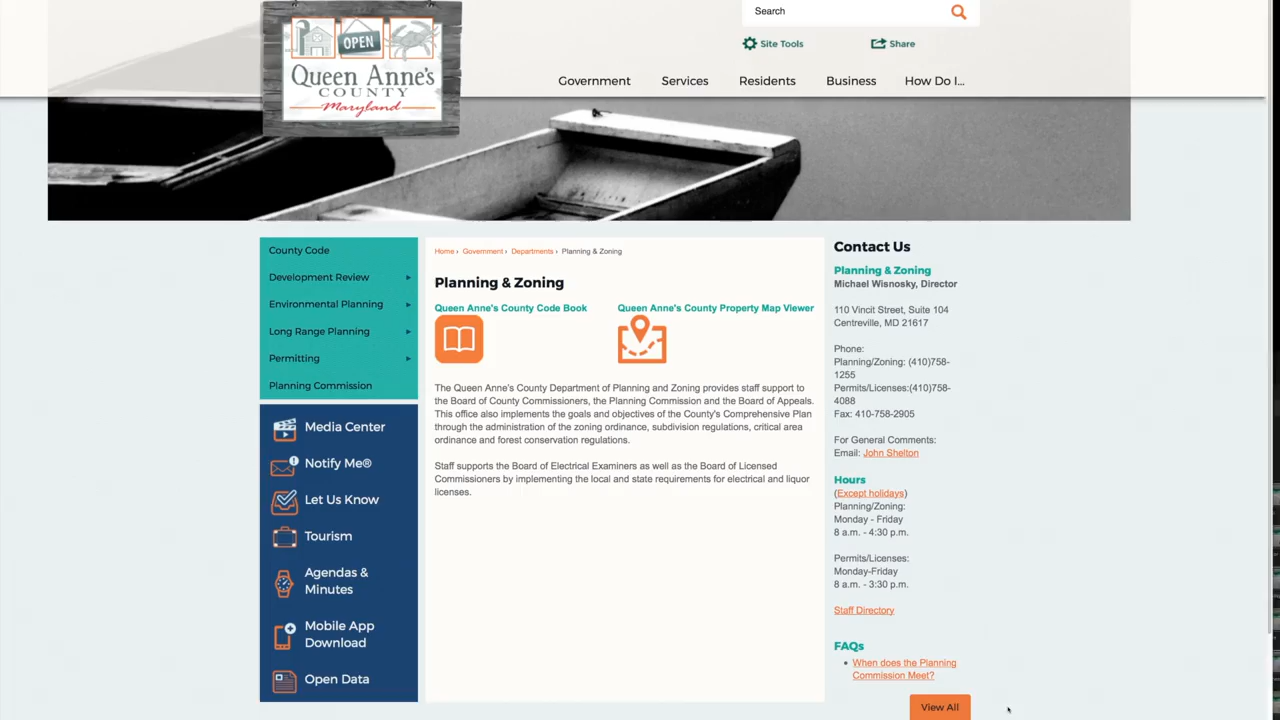 OPEN
Queen Anne's
COUNTY
Maryland
Search
Site Tools
Share
Government
Services
Residents
Business
How Do I...
County Code
Development Review
Environmental Planning
Long Range Planning
Permitting
Planning Commission
Media Center
Notify Me®
Let Us Know
Tourism
Agendas &
Minutes
Mobile App
Download
Open Data
Home › Government › Departments › Planning & Zoning
Planning & Zoning
Queen Anne's County Code Book
Queen Anne's County Property Map Viewer
The Queen Anne's County Department of Planning and Zoning provides staff support to
the Board of County Commissioners, the Planning Commission and the Board of Appeals.
This office also implements the goals and objectives of the County's Comprehensive Plan
through the administration of the zoning ordinance, subdivision regulations, critical area
ordinance and forest conservation regulations.
Staff supports the Board of Electrical Examiners as well as the Board of Licensed
Commissioners by implementing the local and state requirements for electrical and liquor
licenses.
Contact Us
Planning & Zoning
Michael Wisnosky, Director
110 Vincit Street, Suite 104
Centreville, MD 21617
Phone:
Planning/Zoning: (410)758-
1255
Permits/Licenses:(410)758-
4088
Fax: 410-758-2905
For General Comments:
Email: John Shelton
Hours
(Except holidays)
Planning/Zoning:
Monday - Friday
8 a.m. - 4:30 p.m.
Permits/Licenses:
Monday-Friday
8 a.m. - 3:30 p.m.
Staff Directory
FAQs
When does the Planning
Commission Meet?
View All